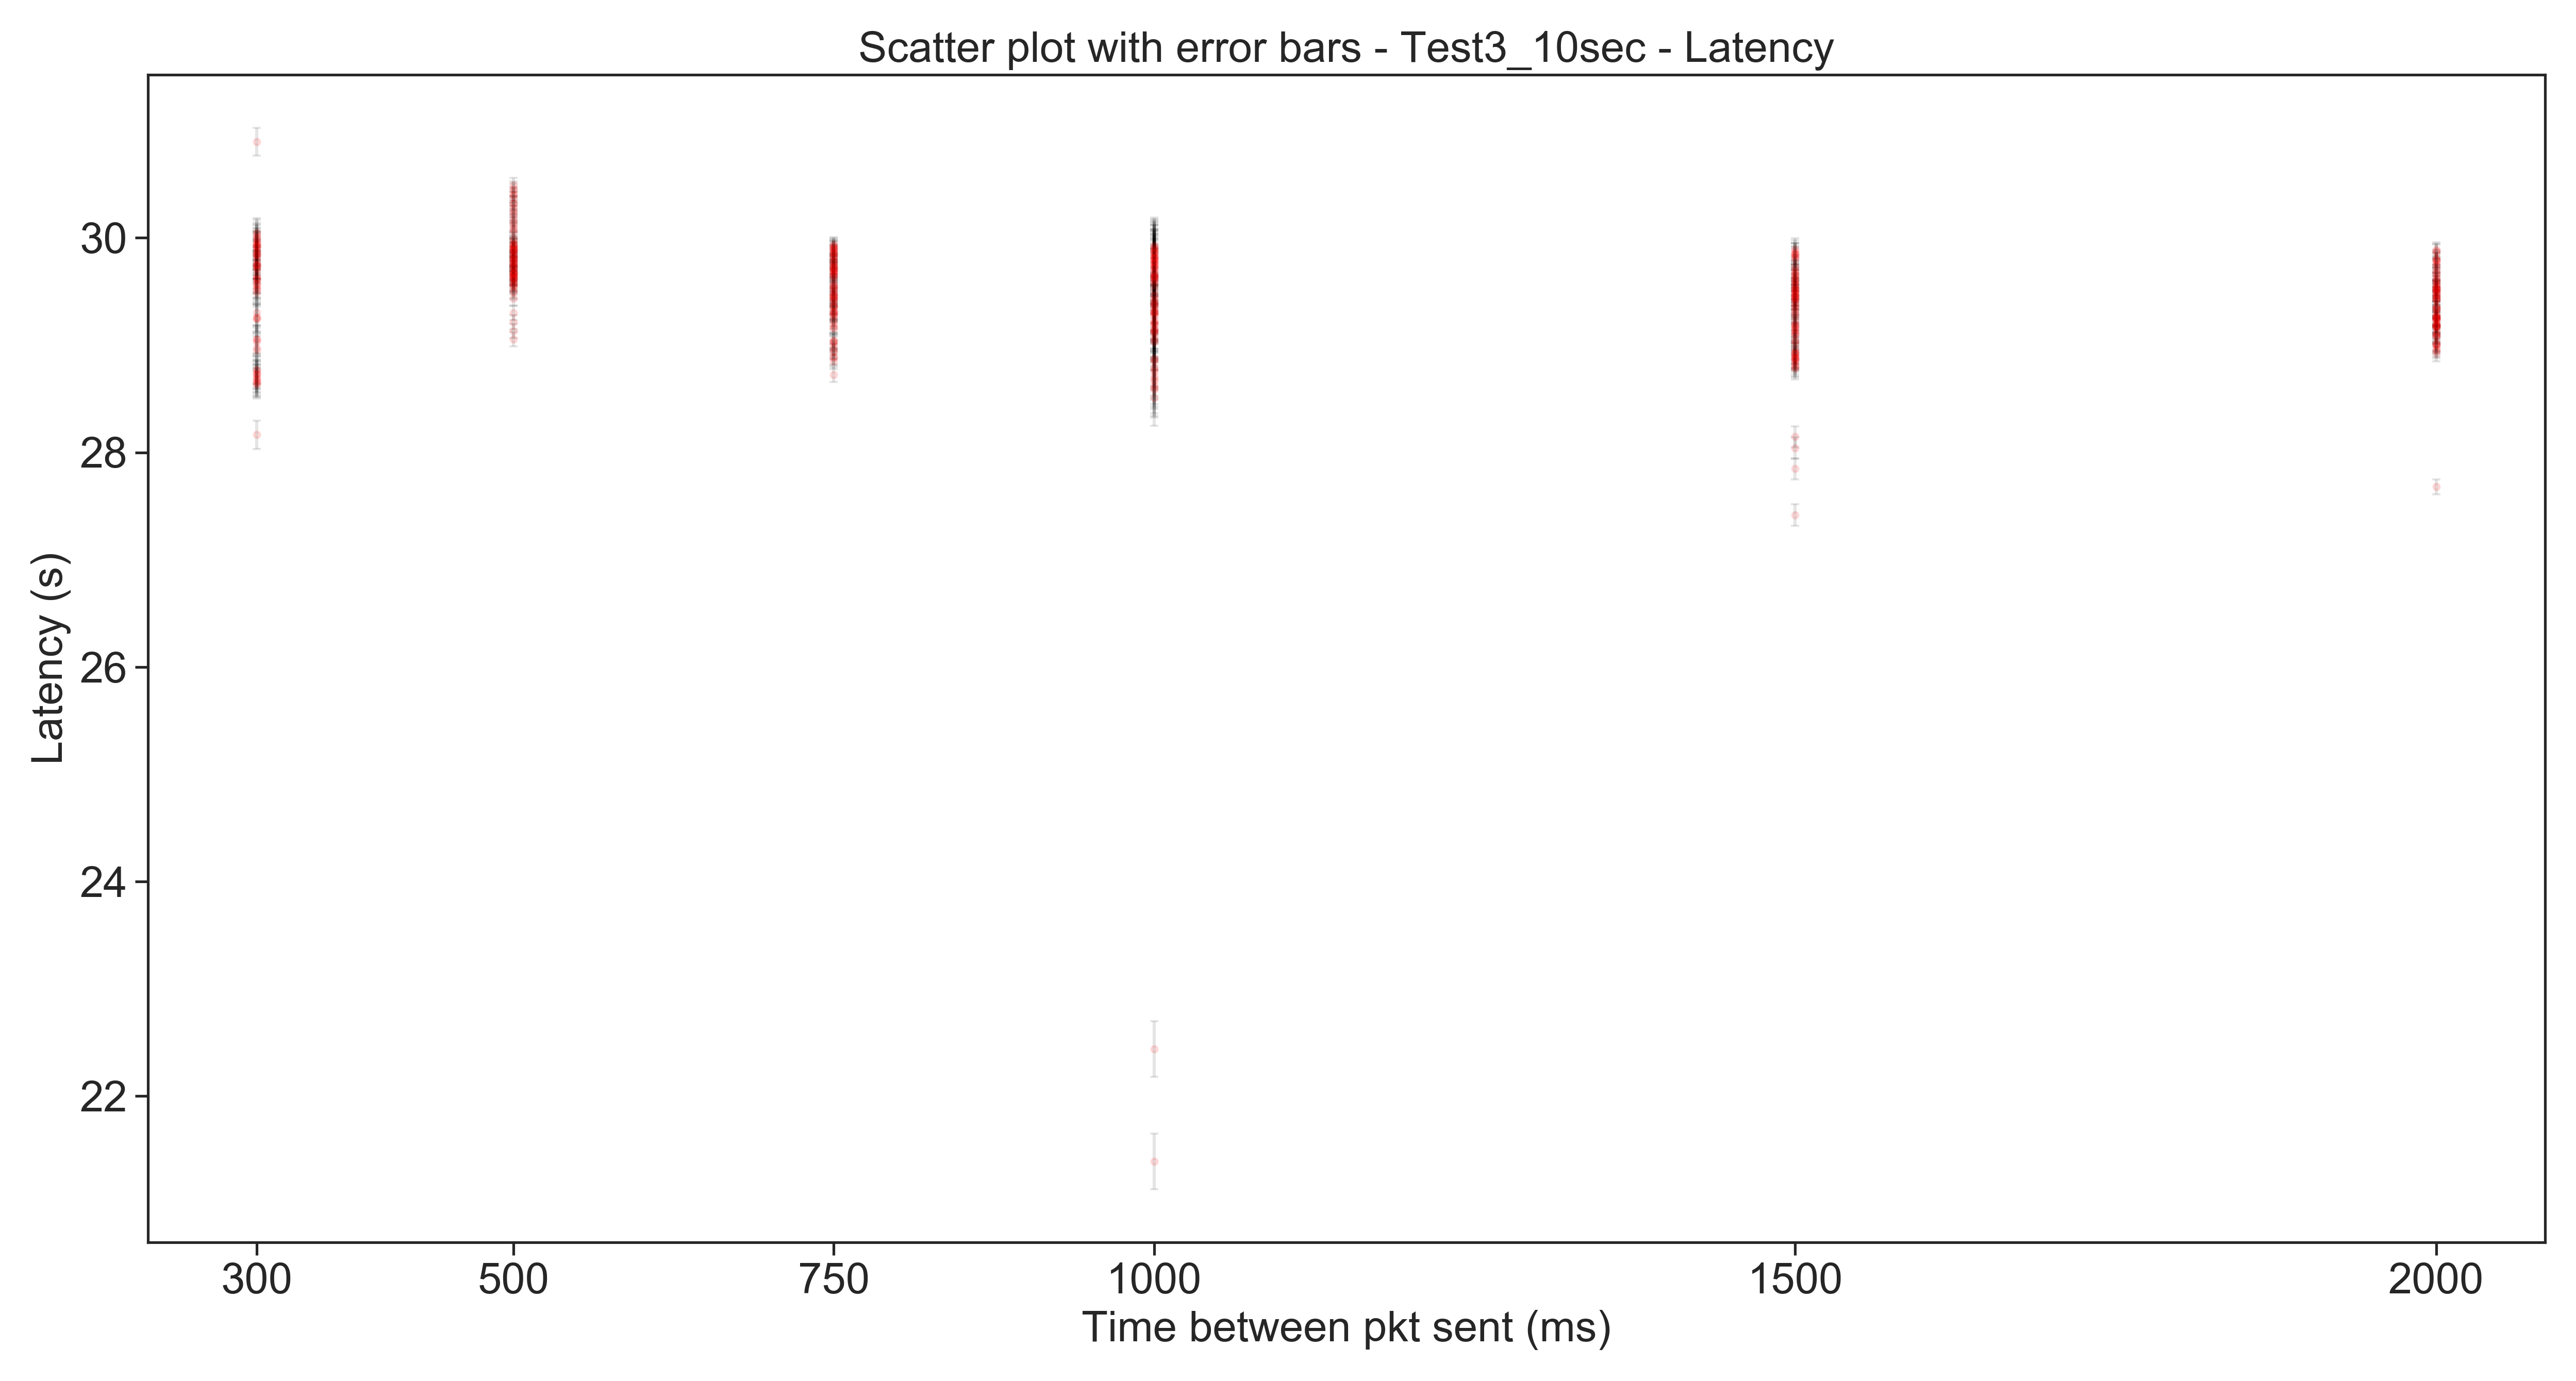 Scatter plot with error bars - Test3_10sec - Latency
Latency (s)
30
28
26
24
22
300 500 750 1000 1500 2000
Time between pkt sent (ms)